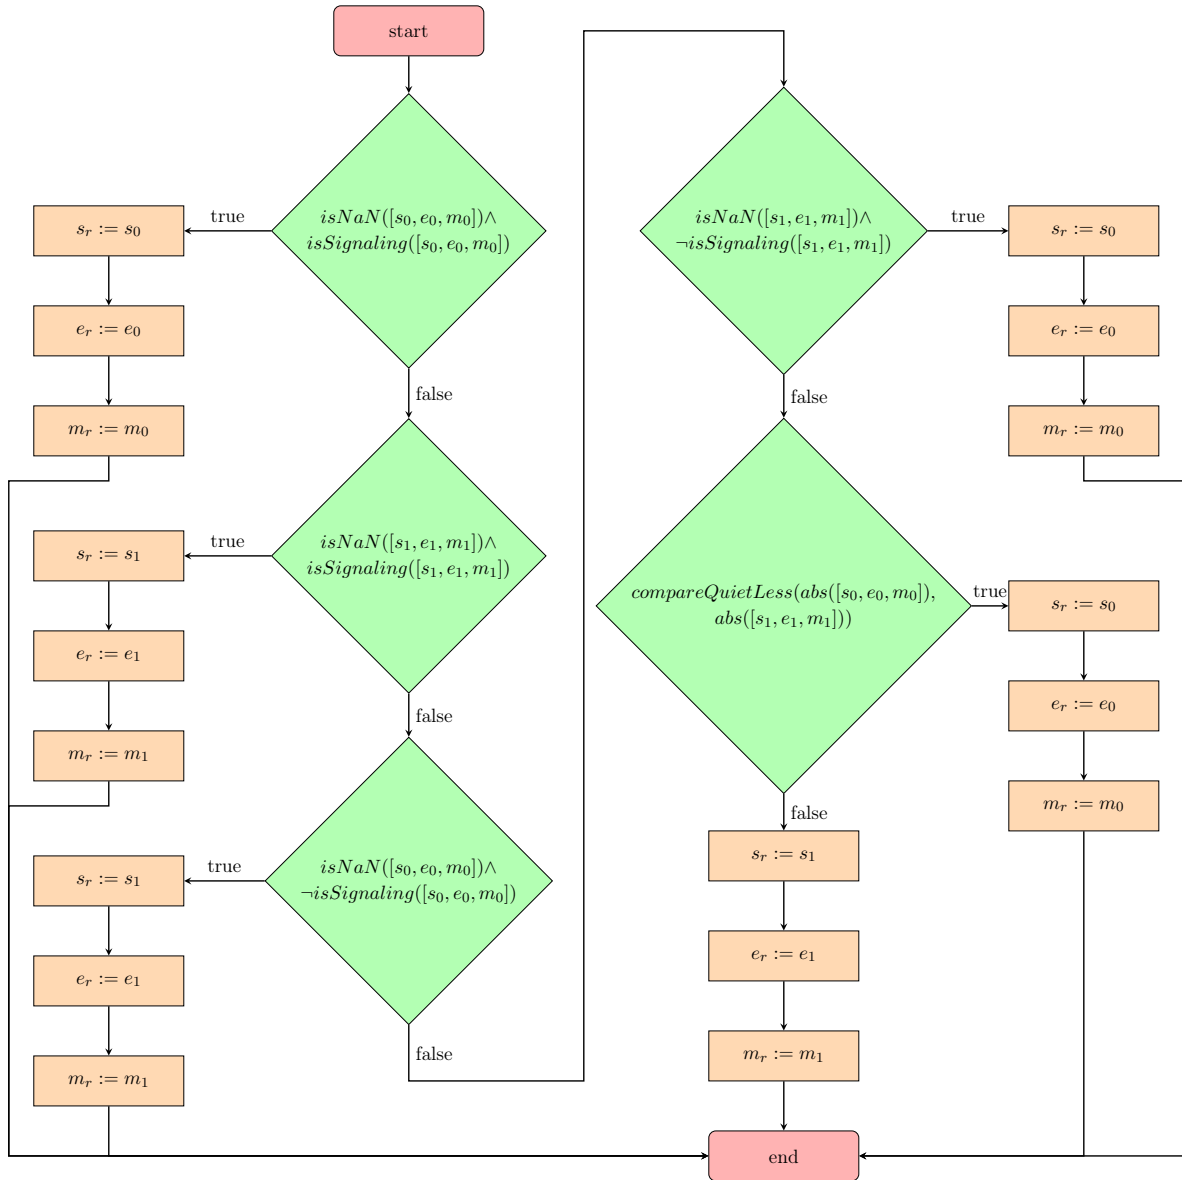 start
isNaN([s₀, e₀, m₀])∧
isSignaling([s₀, e₀, m₀])
true
sᵣ := s₀
eᵣ := e₀
mᵣ := m₀
false
isNaN([s₁, e₁, m₁])∧
isSignaling([s₁, e₁, m₁])
true
sᵣ := s₁
eᵣ := e₁
mᵣ := m₁
false
isNaN([s₀, e₀, m₀])∧
¬isSignaling([s₀, e₀, m₀])
true
sᵣ := s₁
eᵣ := e₁
mᵣ := m₁
false
isNaN([s₁, e₁, m₁])∧
¬isSignaling([s₁, e₁, m₁])
true
sᵣ := s₀
eᵣ := e₀
mᵣ := m₀
false
compareQuietLess(abs([s₀, e₀, m₀]),
abs([s₁, e₁, m₁]))
true
sᵣ := s₀
eᵣ := e₀
mᵣ := m₀
false
sᵣ := s₁
eᵣ := e₁
mᵣ := m₁
end